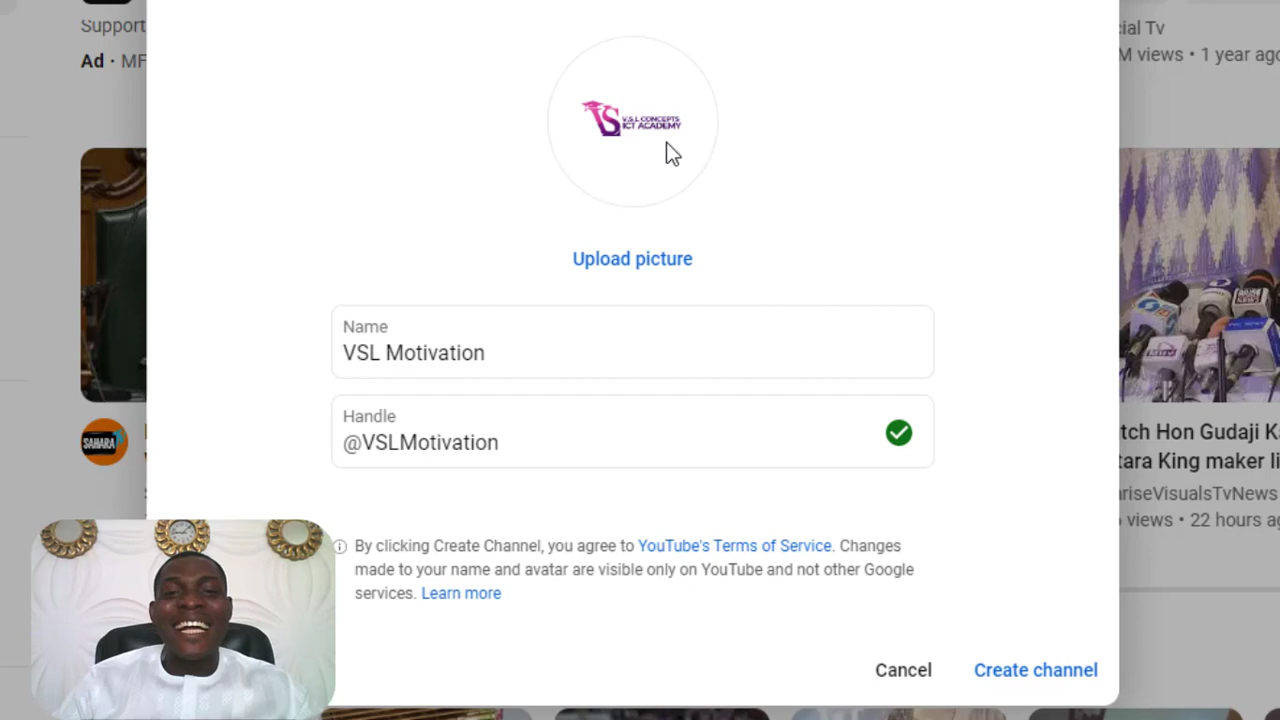 Support
Ad · MF
cial Tv
M views • 1 year ago
VS V.S.L CONCEPTS
ICT ACADEMY
Upload picture
Name
VSL Motivation
Handle
@VSLMotivation
SAHARA
tch Hon Gudaji K
tara King maker li
riseVisualsTvNews
views • 22 hours ag
By clicking Create Channel, you agree to YouTube's Terms of Service. Changes
made to your name and avatar are visible only on YouTube and not other Google
services. Learn more
Cancel
Create channel